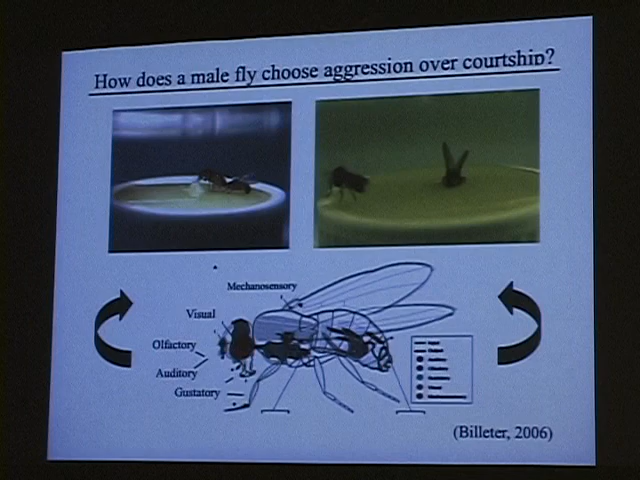 How does a male fly choose aggression over courtship?
Mechanosensory
Visual
Olfactory
Auditory
Gustatory
(Billeter, 2006)